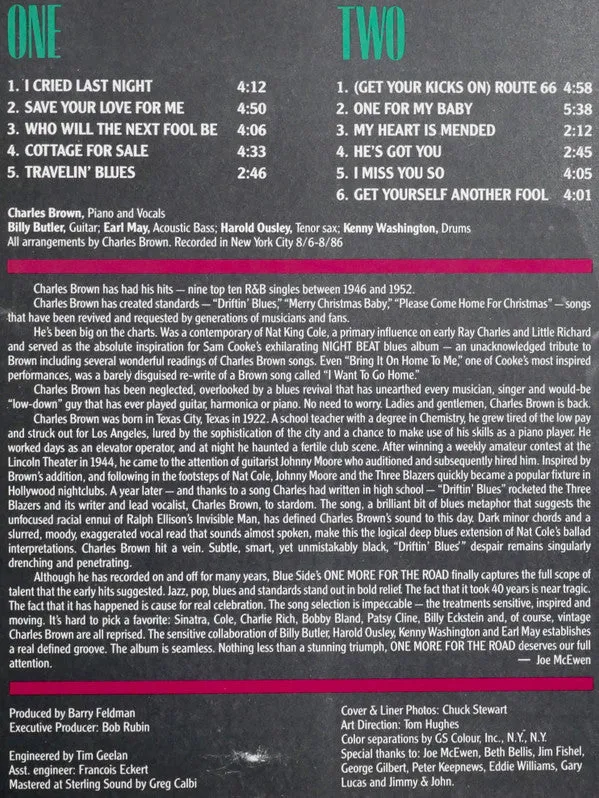 ONE
1. I CRIED LAST NIGHT 4:12
2. SAVE YOUR LOVE FOR ME 4:50
3. WHO WILL THE NEXT FOOL BE 4:06
4. COTTAGE FOR SALE 4:33
5. TRAVELIN' BLUES 2:46
TWO
1. (GET YOUR KICKS ON) ROUTE 66 4:58
2. ONE FOR MY BABY 5:38
3. MY HEART IS MENDED 2:12
4. HE'S GOT YOU 2:45
5. I MISS YOU SO 4:05
6. GET YOURSELF ANOTHER FOOL 4:01
Charles Brown, Piano and Vocals
Billy Butler, Guitar; Earl May, Acoustic Bass; Harold Ousley, Tenor sax; Kenny Washington, Drums
All arrangements by Charles Brown. Recorded in New York City 8/6-8/86
Charles Brown has had his hits — nine top ten R&B singles between 1946 and 1952.
Charles Brown has created standards — "Driftin' Blues," "Merry Christmas Baby," "Please Come Home For Christmas" — songs
that have been revived and requested by generations of musicians and fans.
He's been big on the charts. Was a contemporary of Nat King Cole, a primary influence on early Ray Charles and Little Richard
and served as the absolute inspiration for Sam Cooke's exhilarating NIGHT BEAT blues album — an unacknowledged tribute to
Brown including several wonderful readings of Charles Brown songs. Even "Bring It On Home To Me," one of Cooke's most inspired
performances, was a barely disguised re-write of a Brown song called "I Want To Go Home."
Charles Brown has been neglected, overlooked by a blues revival that has unearthed every musician, singer and would-be
"low-down" guy that has ever played guitar, harmonica or piano. No need to worry. Ladies and gentlemen, Charles Brown is back.
Charles Brown was born in Texas City, Texas in 1922. A school teacher with a degree in Chemistry, he grew tired of the low pay
and struck out for Los Angeles, lured by the sophistication of the city and a chance to make use of his skills as a piano player. He
worked days as an elevator operator, and at night he haunted a fertile club scene. After winning a weekly amateur contest at the
Lincoln Theater in 1944, he came to the attention of guitarist Johnny Moore who auditioned and subsequently hired him. Inspired by
Brown's addition, and following in the footsteps of Nat Cole, Johnny Moore and the Three Blazers quickly became a popular fixture in
Hollywood nightclubs. A year later — and thanks to a song Charles had written in high school — "Driftin' Blues" rocketed the Three
Blazers and its writer and lead vocalist, Charles Brown, to stardom. The song, a brilliant bit of blues metaphor that suggests the
unfocused racial ennui of Ralph Ellison's Invisible Man, has defined Charles Brown's sound to this day. Dark minor chords and a
slurred, moody, exaggerated vocal read that sounds almost spoken, make this the logical deep blues extension of Nat Cole's ballad
interpretations. Charles Brown hit a vein. Subtle, smart, yet unmistakably black, "Driftin' Blues'" despair remains singularly
drenching and penetrating.
Although he has recorded on and off for many years, Blue Side's ONE MORE FOR THE ROAD finally captures the full scope of
talent that the early hits suggested. Jazz, pop, blues and standards stand out in bold relief. The fact that it took 40 years is near tragic.
The fact that it has happened is cause for real celebration. The song selection is impeccable — the treatments sensitive, inspired and
moving. It's hard to pick a favorite: Sinatra, Cole, Charlie Rich, Bobby Bland, Patsy Cline, Billy Eckstein and, of course, vintage
Charles Brown are all reprised. The sensitive collaboration of Billy Butler, Harold Ousley, Kenny Washington and Earl May establishes
a real defined groove. The album is seamless. Nothing less than a stunning triumph, ONE MORE FOR THE ROAD deserves our full
attention. — Joe McEwen
Produced by Barry Feldman
Executive Producer: Bob Rubin
Engineered by Tim Geelan
Asst. engineer: Francois Eckert
Mastered at Sterling Sound by Greg Calbi
Cover & Liner Photos: Chuck Stewart
Art Direction: Tom Hughes
Color separations by GS Colour, Inc., N.Y., N.Y.
Special thanks to: Joe McEwen, Beth Bellis, Jim Fishel,
George Gilbert, Peter Keepnews, Eddie Williams, Gary
Lucas and Jimmy & John.